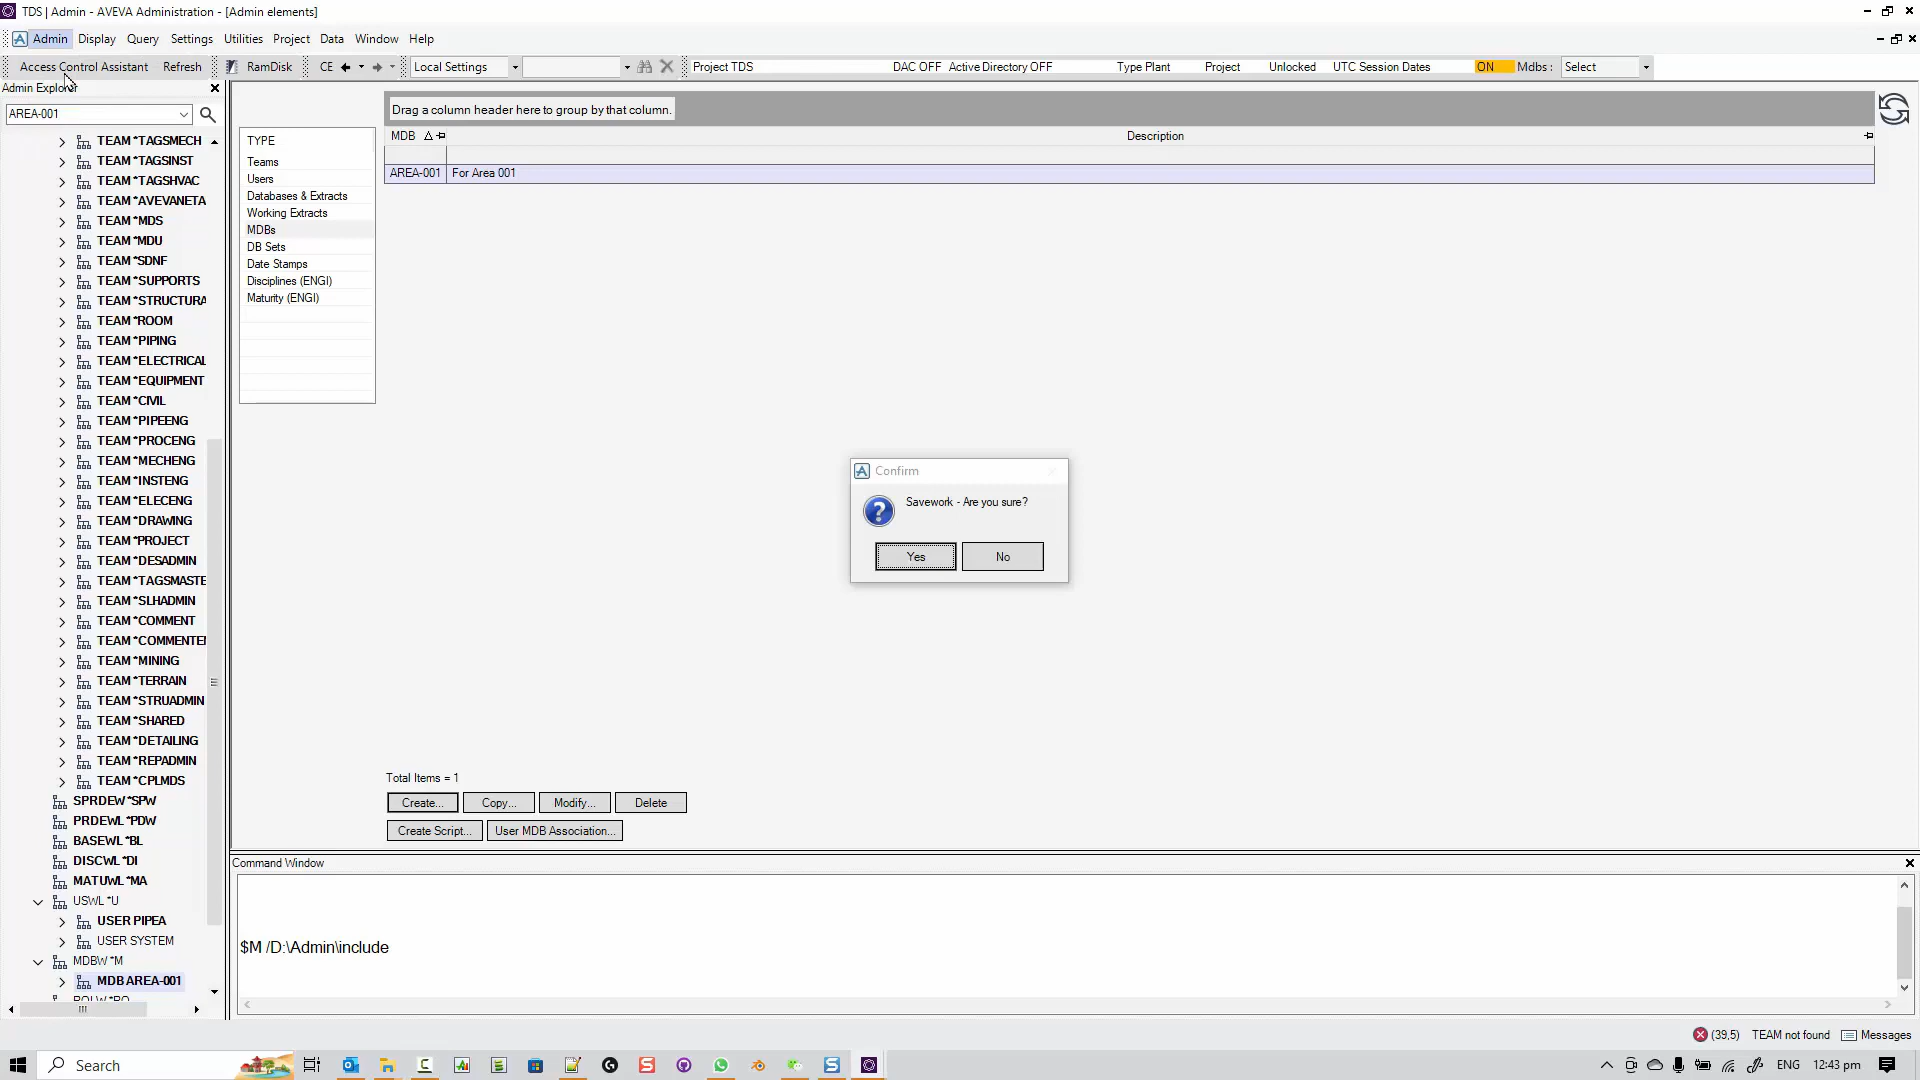 TDS | Admin - AVEVA Administration - [Admin elements]
Admin Display Query Settings Utilities Project Data Window Help
Access Control Assistant Refresh RamDisk CE Local Settings Project TDS DAC OFF Active Directory OFF Type Plant Project Unlocked UTC Session Dates ON Mdbs : Select
Admin Explorer
AREA-001
TEAM *TAGSMECH
TEAM *TAGSINST
TEAM *TAGSHVAC
TEAM *AVEVANETA
TEAM *MDS
TEAM *MDU
TEAM *SDNF
TEAM *SUPPORTS
TEAM *STRUCTURA
TEAM *ROOM
TEAM *PIPING
TEAM *ELECTRICAL
TEAM *EQUIPMENT
TEAM *CIVIL
TEAM *PIPEENG
TEAM *PROCENG
TEAM *MECHENG
TEAM *INSTENG
TEAM *ELECENG
TEAM *DRAWING
TEAM *PROJECT
TEAM *DESADMIN
TEAM *TAGSMASTE
TEAM *SLHADMIN
TEAM *COMMENT
TEAM *COMMENTE
TEAM *MINING
TEAM *TERRAIN
TEAM *STRUADMIN
TEAM *SHARED
TEAM *DETAILING
TEAM *REPADMIN
TEAM *CPLMDS
SPRDEW *SPW
PRDEWL *PDW
BASEWL *BL
DISCWL *DI
MATUWL *MA
USWL *U
USER PIPEA
USER SYSTEM
MDBW *M
MDB AREA-001
TYPE
Teams
Users
Databases & Extracts
Working Extracts
MDBs
DB Sets
Date Stamps
Disciplines (ENGI)
Maturity (ENGI)
Drag a column header here to group by that column.
MDB Description
AREA-001 For Area 001
Confirm
Savework - Are you sure?
Yes No
Total Items = 1
Create... Copy... Modify... Delete
Create Script... User MDB Association...
Command Window
$M /D:\Admin\include
(39,5) TEAM not found Messages
Search ENG 12:43 pm